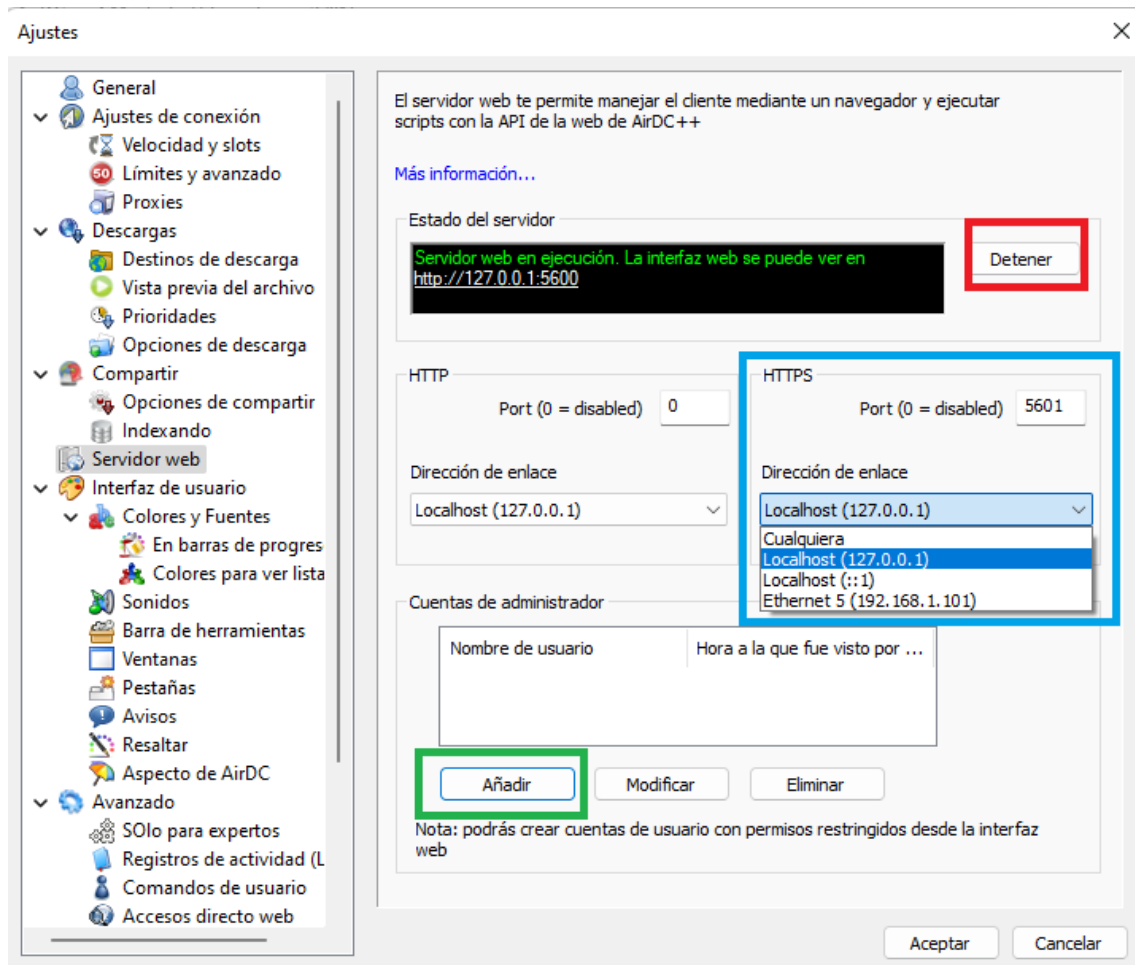 Ajustes
General
Ajustes de conexión
Velocidad y slots
50
Límites y avanzado
Proxies
Descargas
Destinos de descarga
Vista previa del archivo
Prioridades
Opciones de descarga
Compartir
Opciones de compartir
Indexando
Servidor web
Interfaz de usuario
Colores y Fuentes
En barras de progres
Colores para ver lista
Sonidos
Barra de herramientas
Ventanas
Pestañas
Avisos
Resaltar
Aspecto de AirDC
Avanzado
SOlo para expertos
Registros de actividad (L
Comandos de usuario
Accesos directo web
El servidor web te permite manejar el cliente mediante un navegador y ejecutar
scripts con la API de la web de AirDC++
Más información...
Estado del servidor
Servidor web en ejecución. La interfaz web se puede ver en
http://127.0.0.1:5600
Detener
HTTP
Port (0 = disabled) 0
Dirección de enlace
Localhost (127.0.0.1)
HTTPS
Port (0 = disabled) 5601
Dirección de enlace
Localhost (127.0.0.1)
Cualquiera
Localhost (127.0.0.1)
Localhost (::1)
Ethernet 5 (192.168.1.101)
Cuentas de administrador
Nombre de usuario Hora a la que fue visto por ...
Añadir Modificar Eliminar
Nota: podrás crear cuentas de usuario con permisos restringidos desde la interfaz
web
Aceptar Cancelar